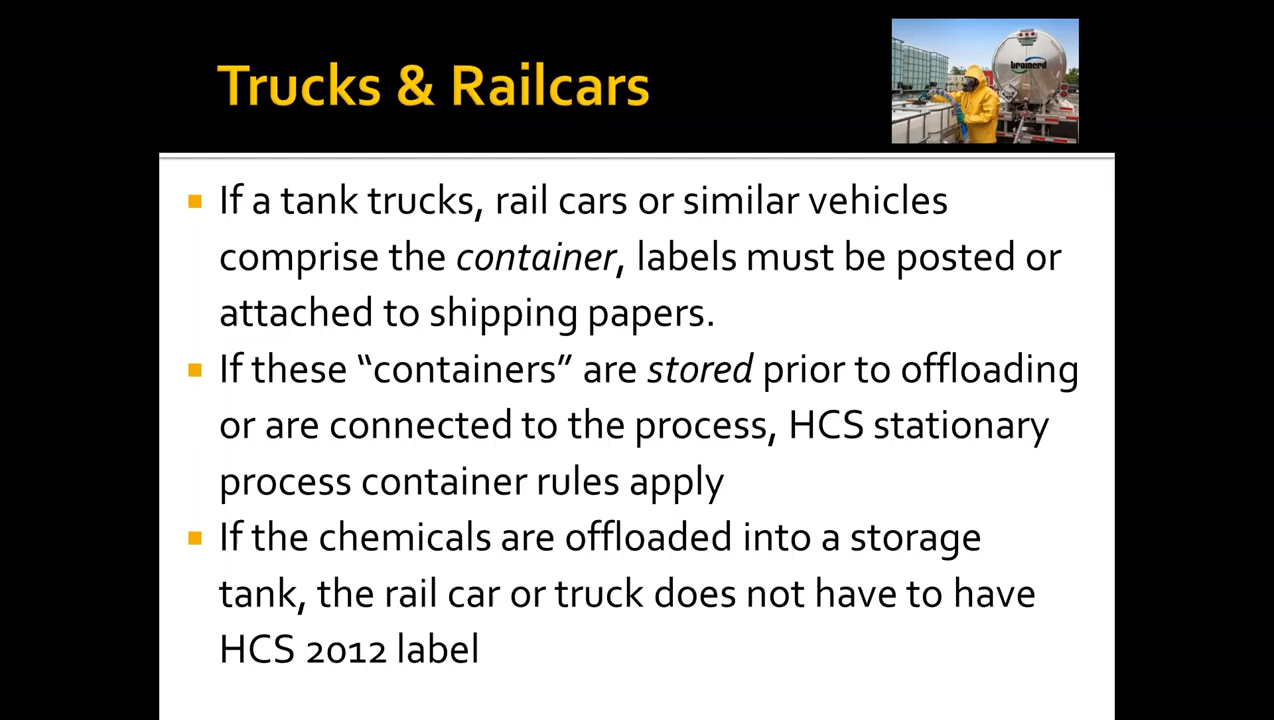 Trucks & Railcars
brainerd
If a tank trucks, rail cars or similar vehicles
comprise the container, labels must be posted or
attached to shipping papers.
If these “containers” are stored prior to offloading
or are connected to the process, HCS stationary
process container rules apply
If the chemicals are offloaded into a storage
tank, the rail car or truck does not have to have
HCS 2012 label